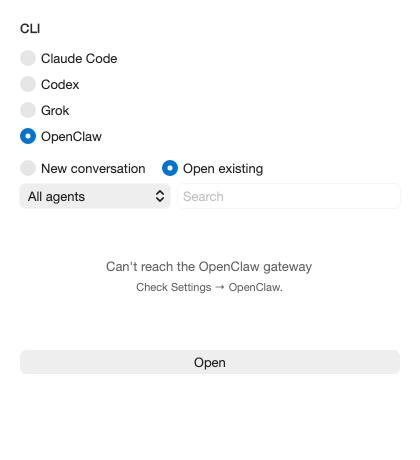 CLI
Claude Code
Codex
Grok
OpenClaw
New conversation Open existing
All agents Search
Can't reach the OpenClaw gateway
Check Settings → OpenClaw.
Open